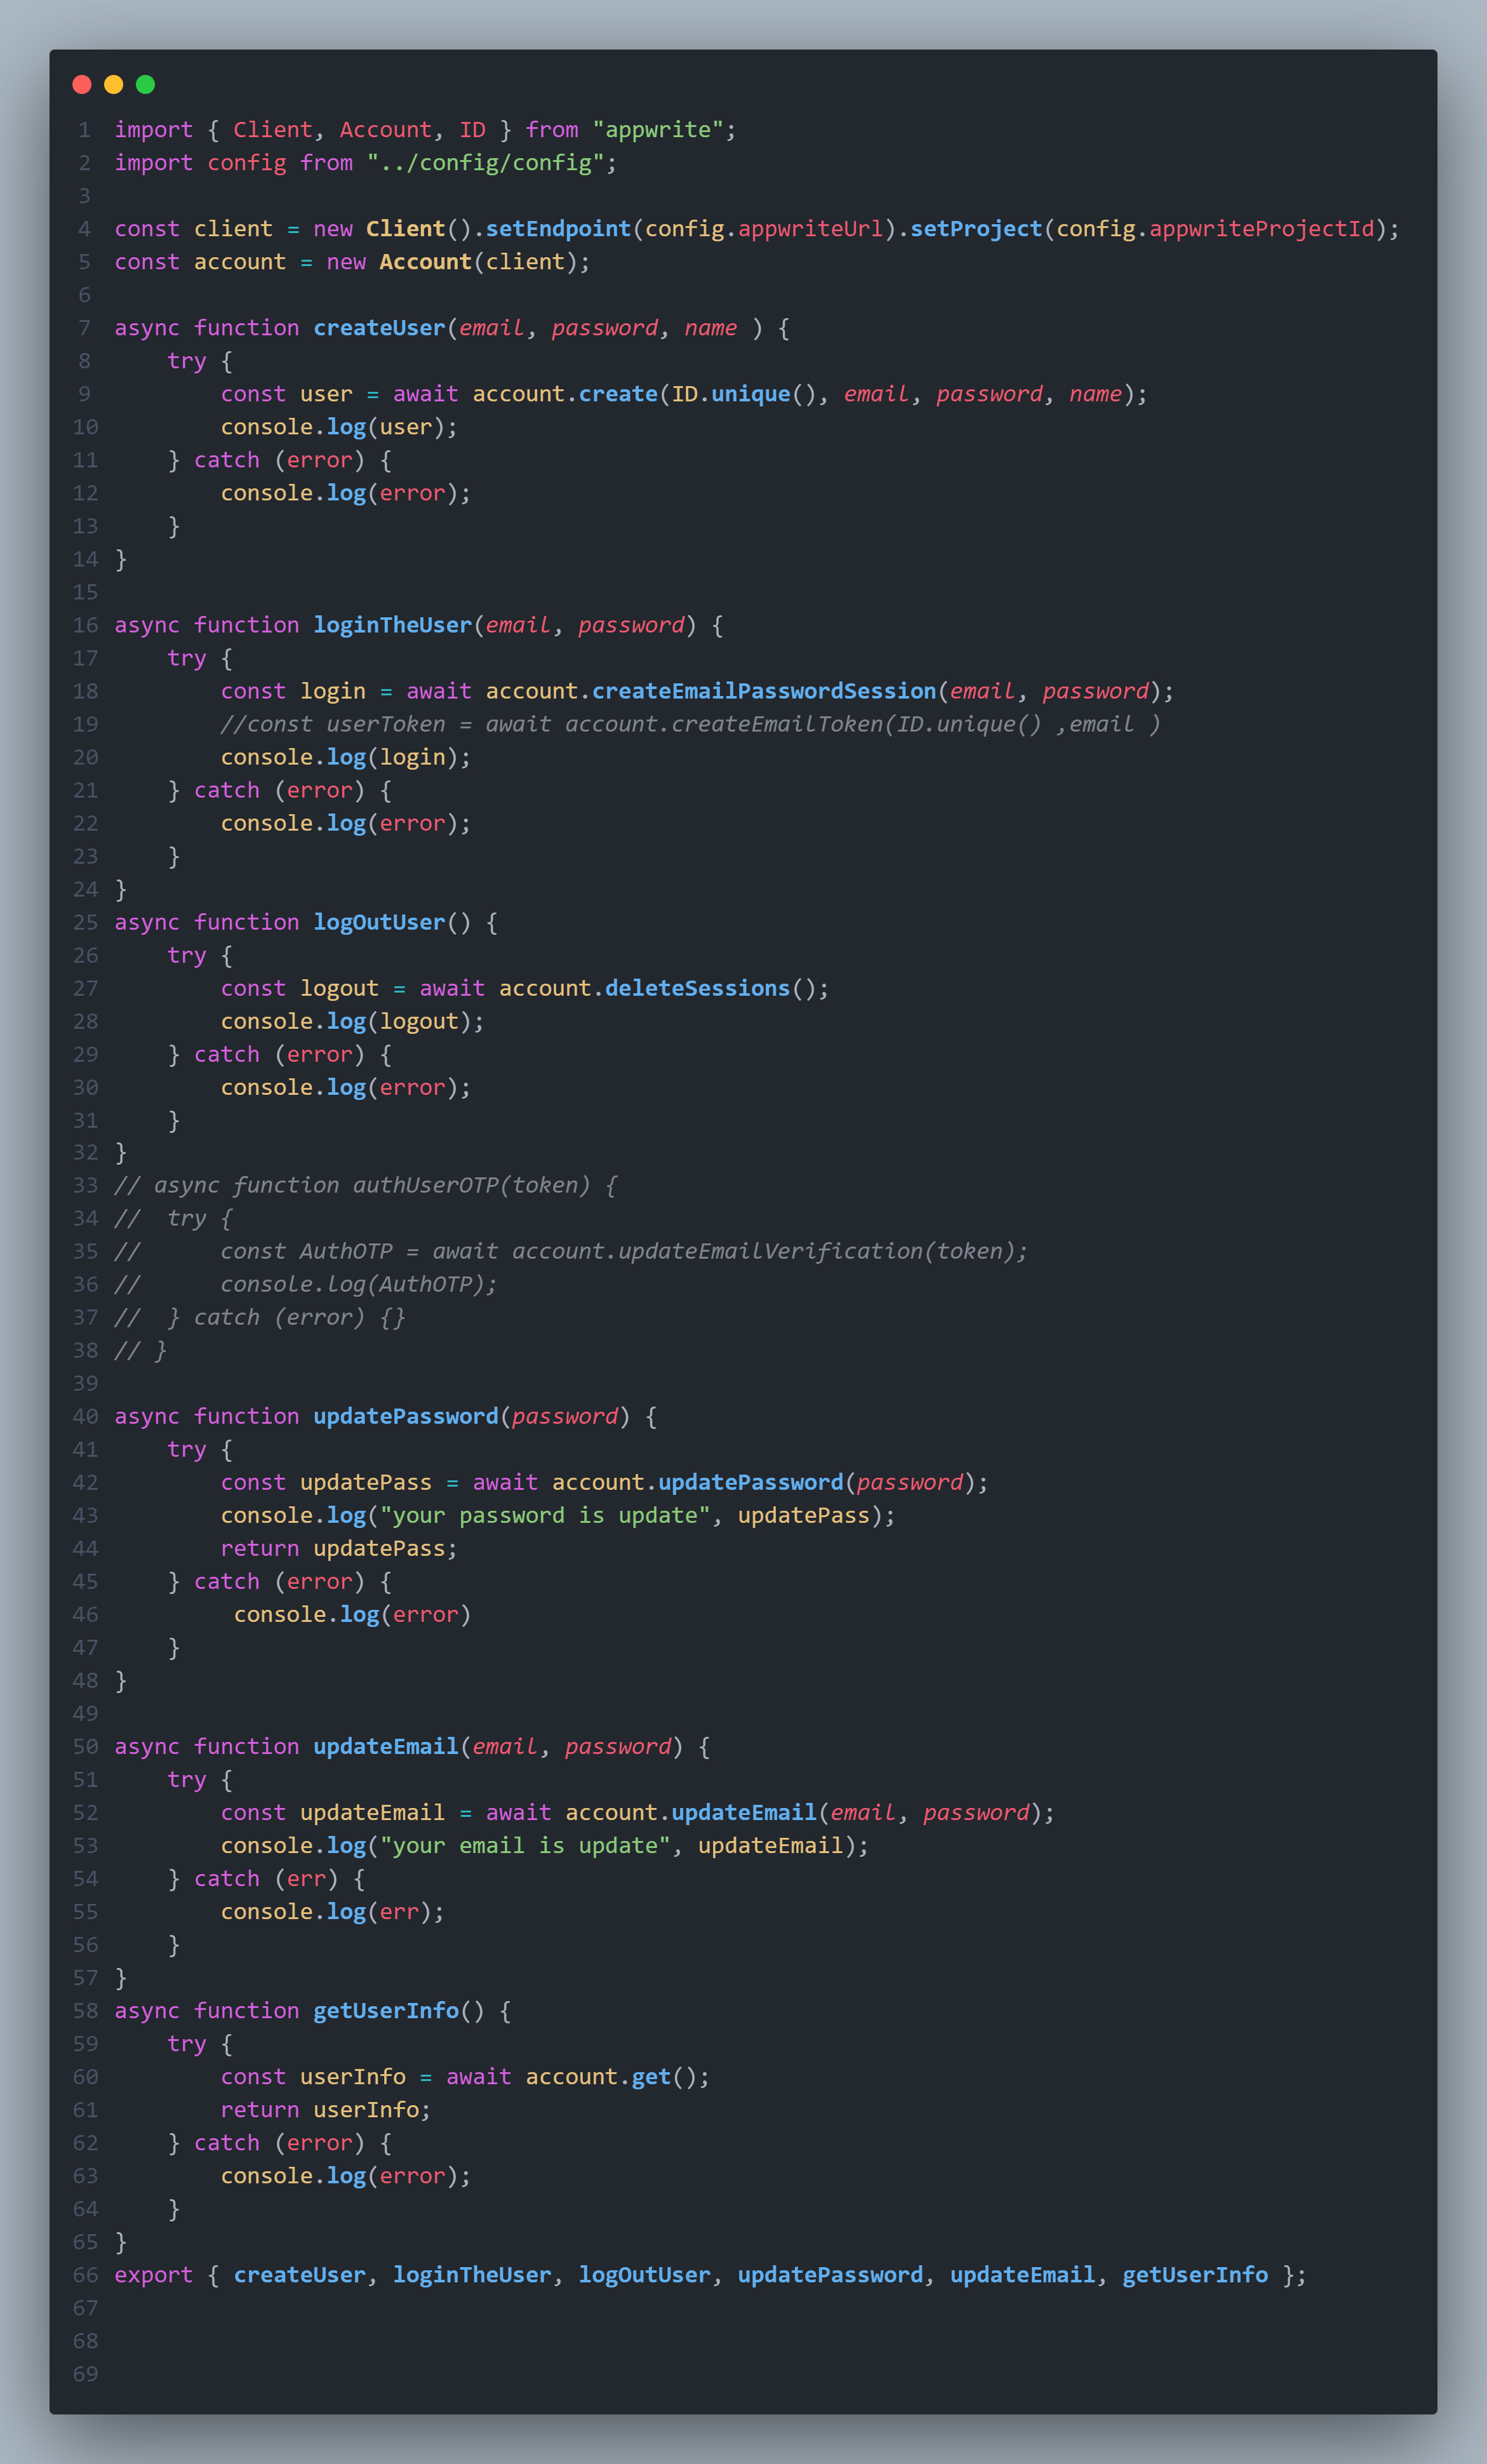 1 import { Client, Account, ID } from "appwrite";
2 import config from "../config/config";
3
4 const client = new Client().setEndpoint(config.appwriteUrl).setProject(config.appwriteProjectId);
5 const account = new Account(client);
6
7 async function createUser(email, password, name ) {
8     try {
9         const user = await account.create(ID.unique(), email, password, name);
10         console.log(user);
11     } catch (error) {
12         console.log(error);
13     }
14 }
15
16 async function loginTheUser(email, password) {
17     try {
18         const login = await account.createEmailPasswordSession(email, password);
19         //const userToken = await account.createEmailToken(ID.unique() ,email )
20         console.log(login);
21     } catch (error) {
22         console.log(error);
23     }
24 }
25 async function logOutUser() {
26     try {
27         const logout = await account.deleteSessions();
28         console.log(logout);
29     } catch (error) {
30         console.log(error);
31     }
32 }
33 // async function authUserOTP(token) {
34 //  try {
35 //      const AuthOTP = await account.updateEmailVerification(token);
36 //      console.log(AuthOTP);
37 //  } catch (error) {}
38 // }
39
40 async function updatePassword(password) {
41     try {
42         const updatePass = await account.updatePassword(password);
43         console.log("your password is update", updatePass);
44         return updatePass;
45     } catch (error) {
46          console.log(error)
47     }
48 }
49
50 async function updateEmail(email, password) {
51     try {
52         const updateEmail = await account.updateEmail(email, password);
53         console.log("your email is update", updateEmail);
54     } catch (err) {
55         console.log(err);
56     }
57 }
58 async function getUserInfo() {
59     try {
60         const userInfo = await account.get();
61         return userInfo;
62     } catch (error) {
63         console.log(error);
64     }
65 }
66 export { createUser, loginTheUser, logOutUser, updatePassword, updateEmail, getUserInfo };
67
68
69